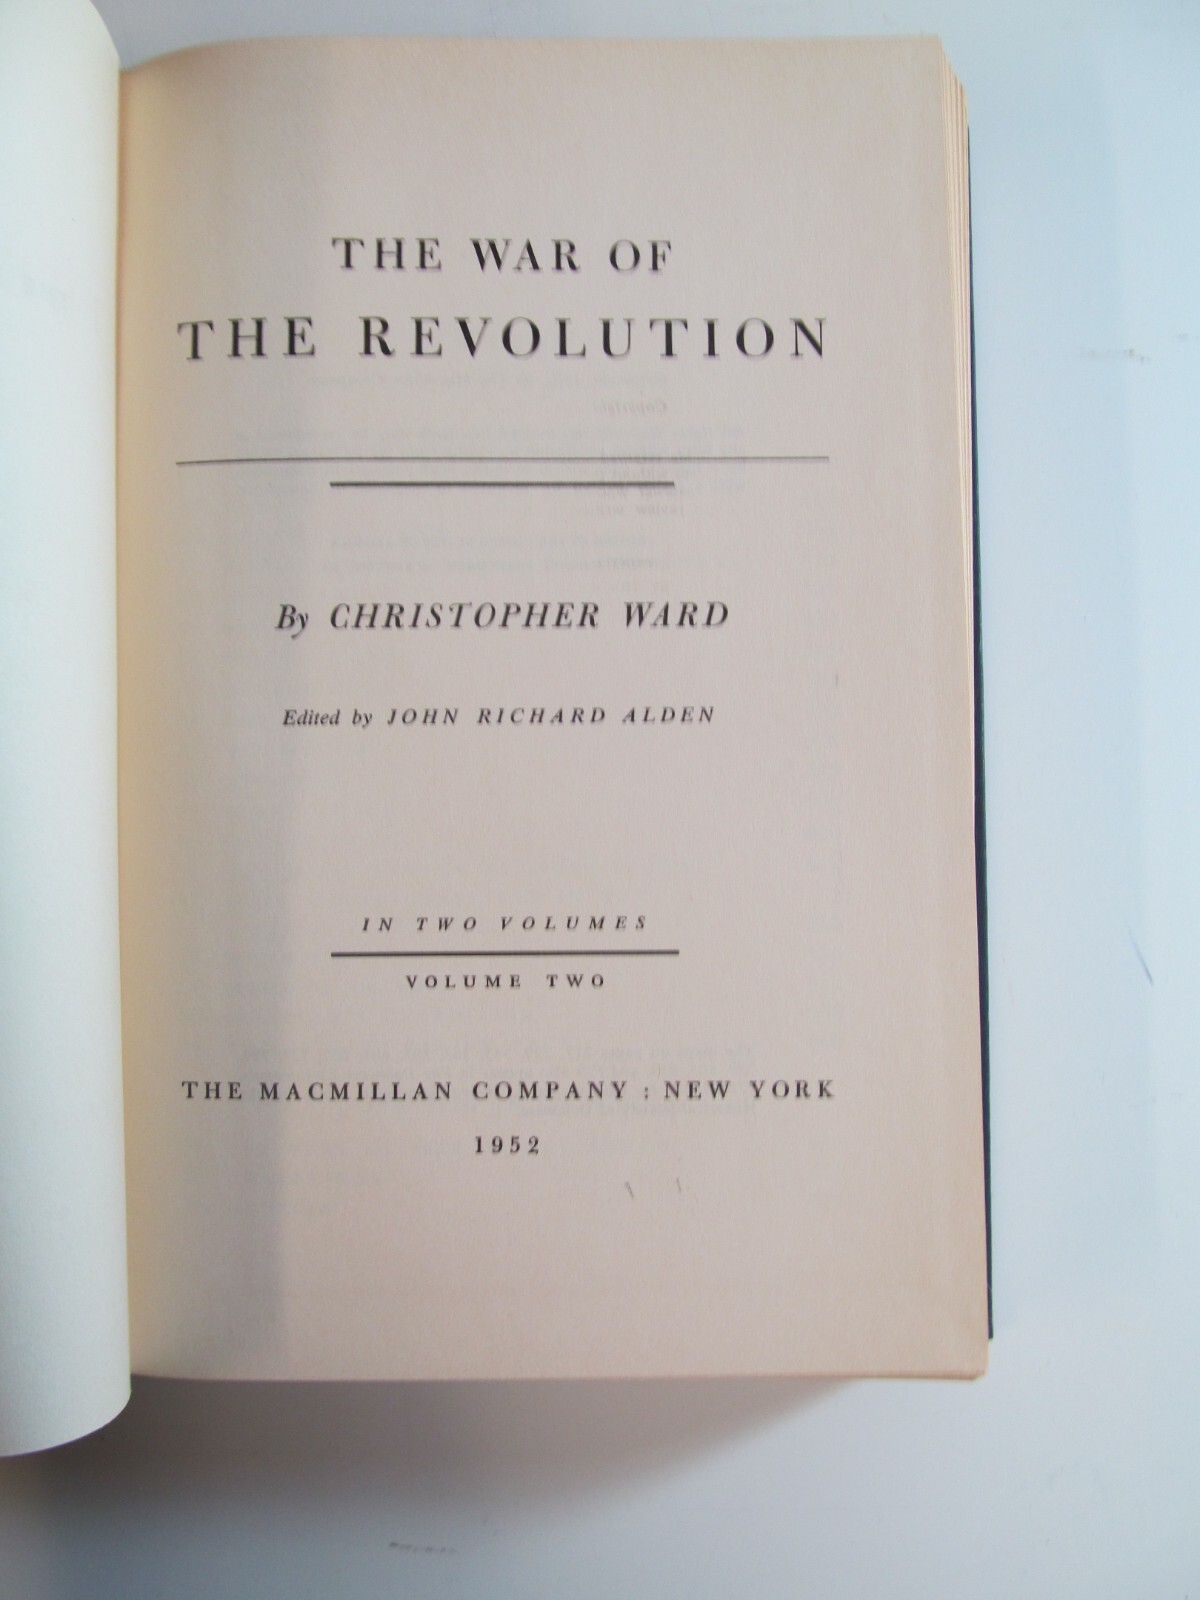 THE WAR OF
THE REVOLUTION
By CHRISTOPHER WARD
Edited by JOHN RICHARD ALDEN
IN TWO VOLUMES
VOLUME TWO
THE MACMILLAN COMPANY : NEW YORK
1952